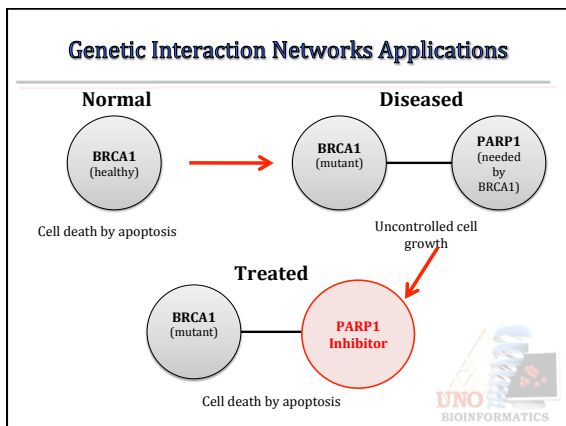 Genetic Interaction Networks Applications
Normal
Diseased
BRCA1
(healthy)
BRCA1
(mutant)
PARP1
(needed
by
BRCA1)
Cell death by apoptosis
Uncontrolled cell
growth
Treated
BRCA1
(mutant)
PARP1
Inhibitor
Cell death by apoptosis
UNO
BIOINFORMATICS